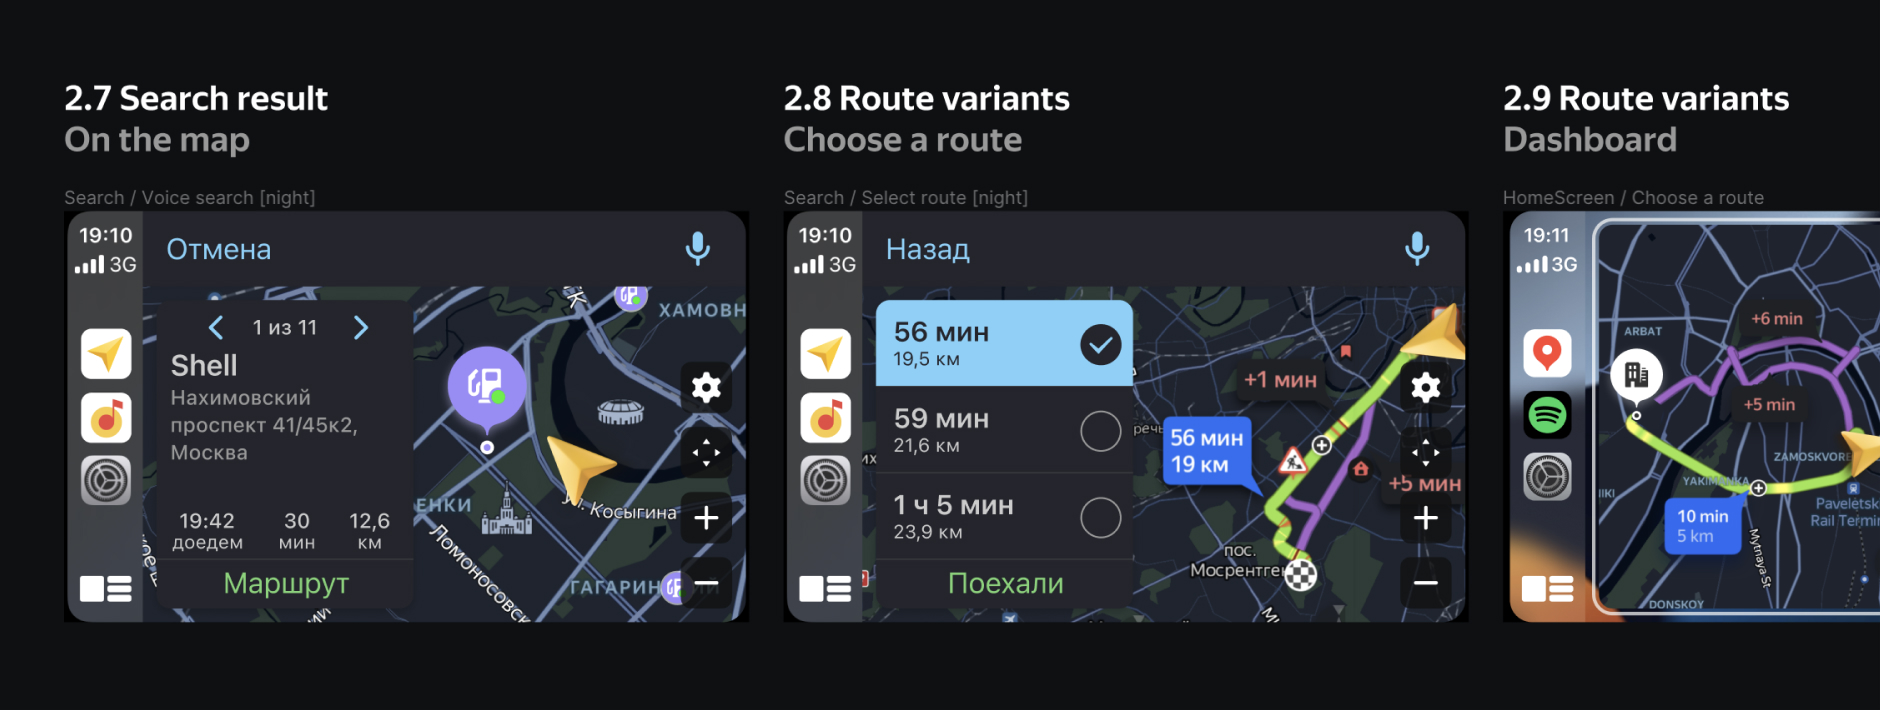 2.7 Search result
On the map
Search / Voice search [night]
19:10
3G
Отмена
1 из 11
Shell
Нахимовский
проспект 41/45к2,
Москва
19:42
доедем
30
мин
12,6
км
Маршрут
ХАМОВН
ул. Косыгина
ЕНКИ
Ломоносовск
ГАГАРИН
2.8 Route variants
Choose a route
Search / Select route [night]
19:10
3G
Назад
56 мин
19,5 км
59 мин
21,6 км
1 ч 5 мин
23,9 км
Поехали
+1 мин
56 мин
19 км
+5 мин
пос.
Мосрентген
2.9 Route variants
Dashboard
HomeScreen / Choose a route
19:11
3G
ARBAT
+6 min
+5 min
ZAMOSKVOR
YAKIMANKA
10 min
5 km
Mytnaya St
Pavelets
Rail Termi
DONSKOY